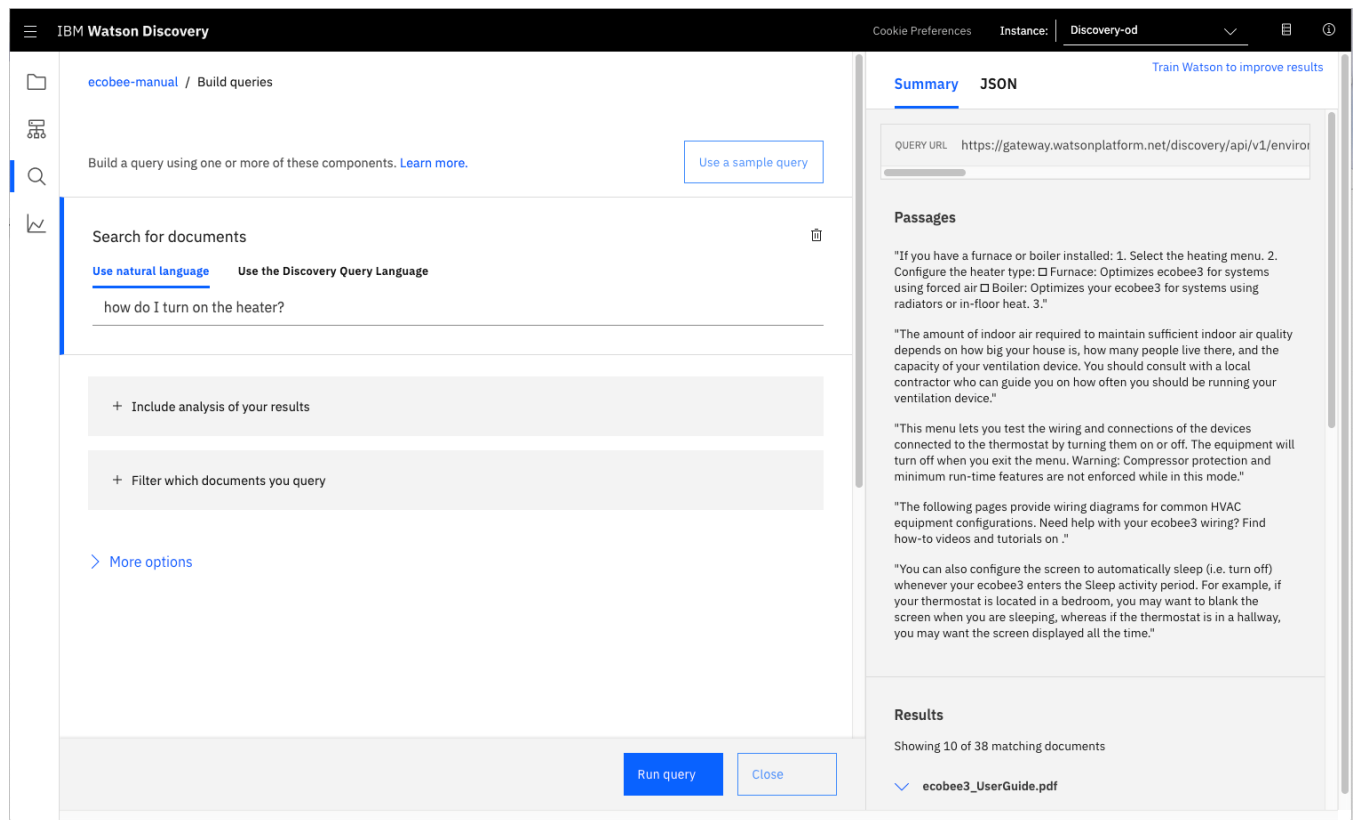 IBM Watson Discovery
Cookie Preferences
Instance:
Discovery-od
ecobee-manual / Build queries
Build a query using one or more of these components. Learn more.
Use a sample query
Search for documents
Use natural language
Use the Discovery Query Language
how do I turn on the heater?
+ Include analysis of your results
+ Filter which documents you query
More options
Run query
Close
Train Watson to improve results
Summary
JSON
QUERY URL
https://gateway.watsonplatform.net/discovery/api/v1/enviror
Passages
"If you have a furnace or boiler installed: 1. Select the heating menu. 2.
Configure the heater type: ☐ Furnace: Optimizes ecobee3 for systems
using forced air ☐ Boiler: Optimizes your ecobee3 for systems using
radiators or in-floor heat. 3."
"The amount of indoor air required to maintain sufficient indoor air quality
depends on how big your house is, how many people live there, and the
capacity of your ventilation device. You should consult with a local
contractor who can guide you on how often you should be running your
ventilation device."
"This menu lets you test the wiring and connections of the devices
connected to the thermostat by turning them on or off. The equipment will
turn off when you exit the menu. Warning: Compressor protection and
minimum run-time features are not enforced while in this mode."
"The following pages provide wiring diagrams for common HVAC
equipment configurations. Need help with your ecobee3 wiring? Find
how-to videos and tutorials on ."
"You can also configure the screen to automatically sleep (i.e. turn off)
whenever your ecobee3 enters the Sleep activity period. For example, if
your thermostat is located in a bedroom, you may want to blank the
screen when you are sleeping, whereas if the thermostat is in a hallway,
you may want the screen displayed all the time."
Results
Showing 10 of 38 matching documents
ecobee3_UserGuide.pdf